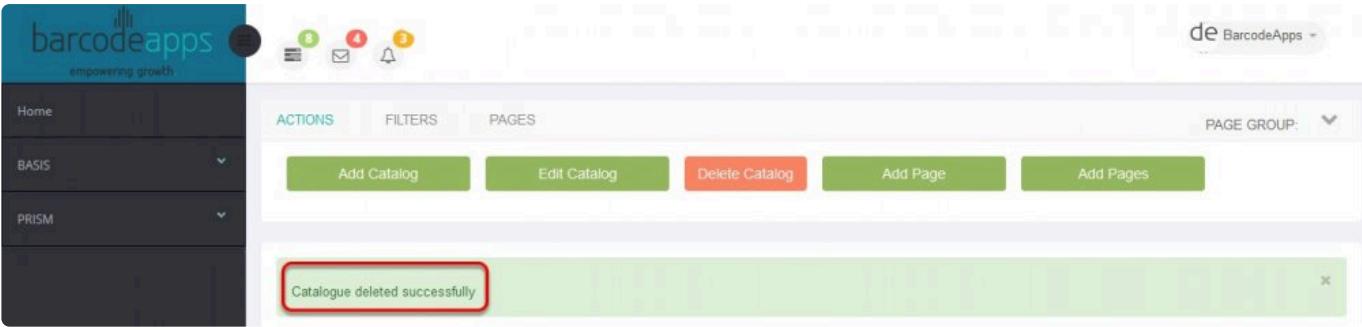 barcodeapps
empowering growth
8 4 3
de BarcodeApps
Home
BASIS
PRISM
ACTIONS FILTERS PAGES
PAGE GROUP:
Add Catalog Edit Catalog Delete Catalog Add Page Add Pages
Catalogue deleted successfully